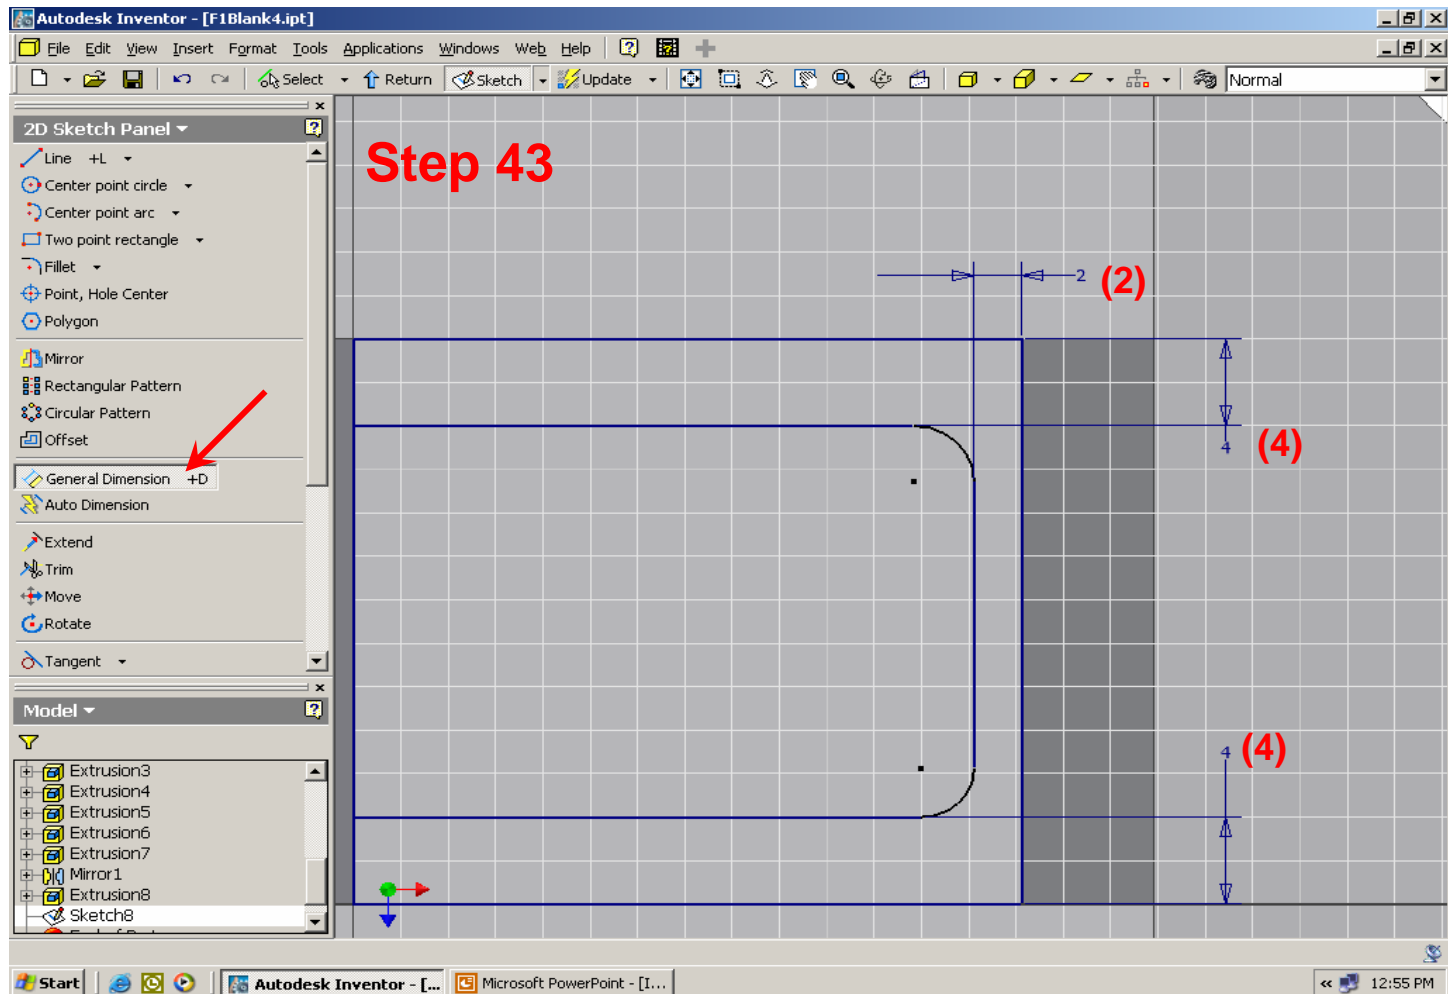 Autodesk Inventor - [F1Blank4.ipt]
File Edit View Insert Format Tools Applications Windows Web Help
Select Return Sketch Update Normal
2D Sketch Panel
Line +L
Center point circle
Center point arc
Two point rectangle
Fillet
Point, Hole Center
Polygon
Mirror
Rectangular Pattern
Circular Pattern
Offset
General Dimension +D
Auto Dimension
Extend
Trim
Move
Rotate
Tangent
Step 43
2 (2)
4 (4)
4 (4)
Model
Extrusion3
Extrusion4
Extrusion5
Extrusion6
Extrusion7
Mirror1
Extrusion8
Sketch8
Start Autodesk Inventor - [... Microsoft PowerPoint - [I... 12:55 PM